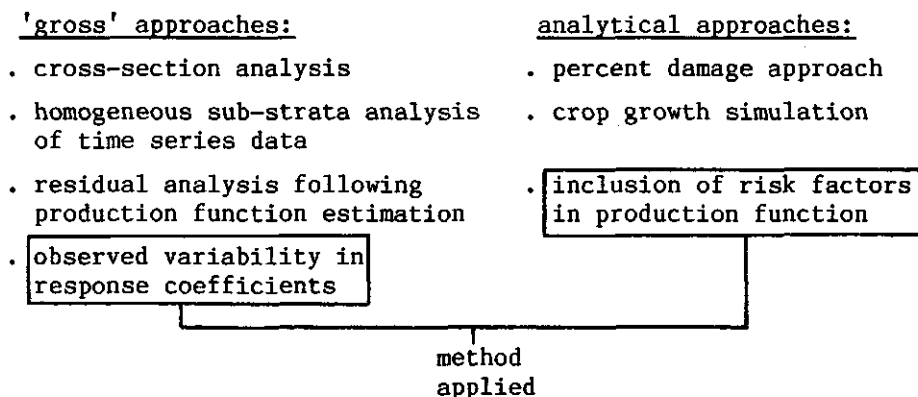 'gross' approaches:
. cross-section analysis
. homogeneous sub-strata analysis
of time series data
. residual analysis following
production function estimation
. observed variability in
response coefficients
analytical approaches:
. percent damage approach
. crop growth simulation
. inclusion of risk factors
in production function
method
applied